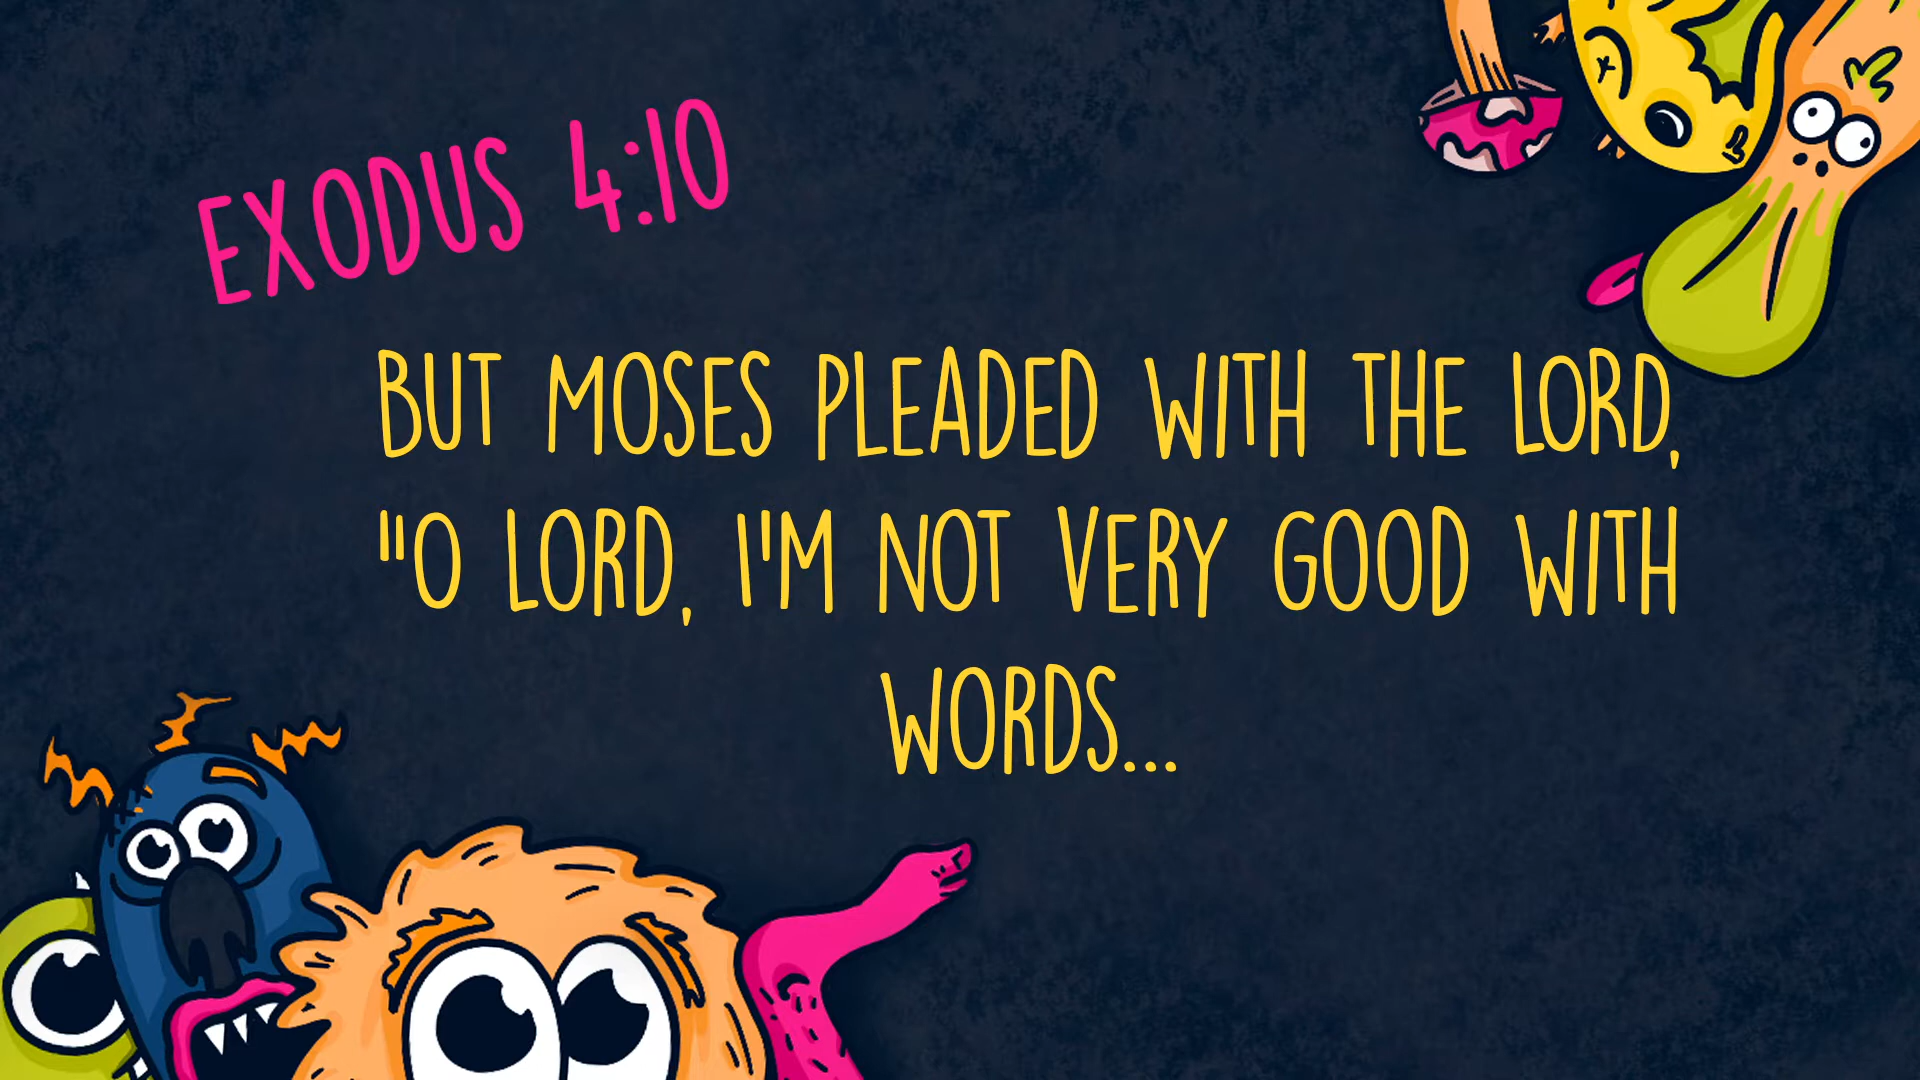 EXODUS 4:10
BUT MOSES PLEADED WITH THE LORD,
"O LORD, I'M NOT VERY GOOD WITH
WORDS...